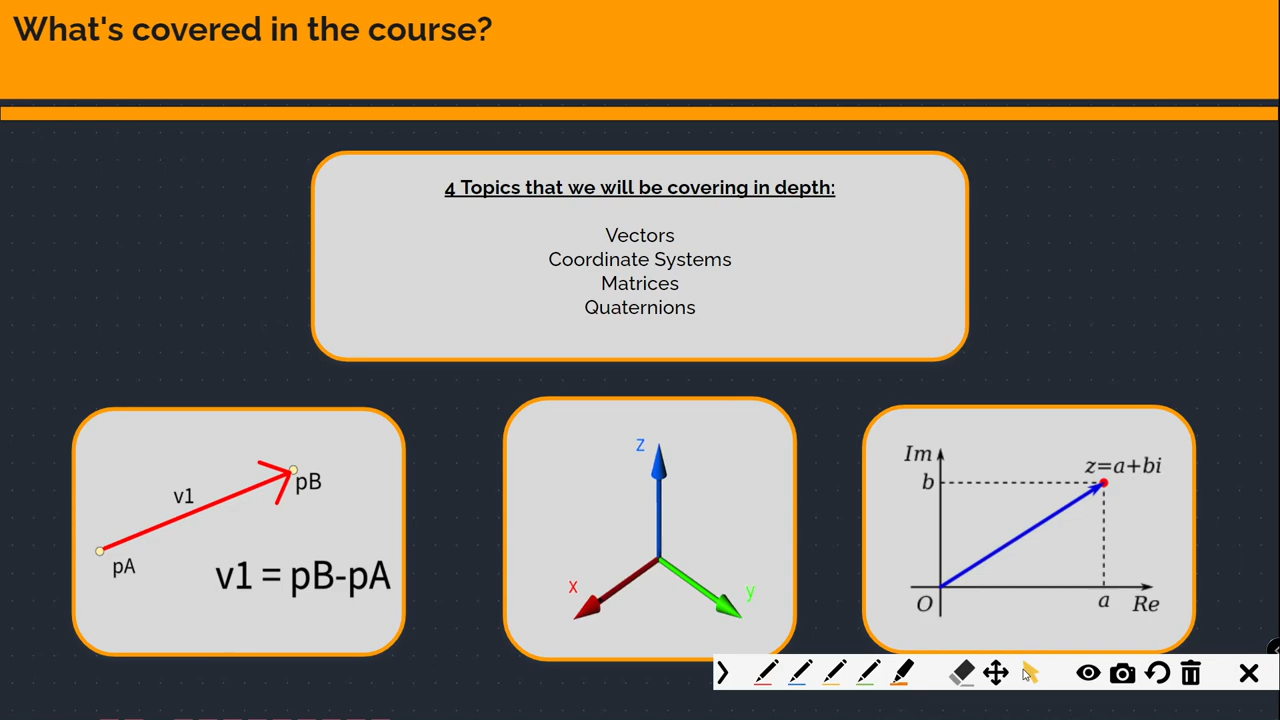 What's covered in the course?
4 Topics that we will be covering in depth:
Vectors
Coordinate Systems
Matrices
Quaternions
v1
pB
pA
v1 = pB-pA
z
x
y
Im
b
z=a+bi
O
a
Re